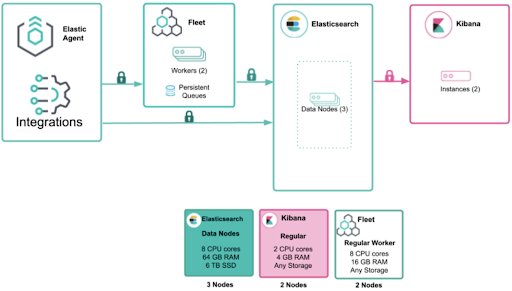 Elastic
Agent
Integrations
Fleet
Workers (2)
Persistent
Queues
Elasticsearch
Data Nodes (3)
Kibana
Instances (2)
Elasticsearch
Data Nodes
8 CPU cores
64 GB RAM
6 TB SSD
3 Nodes
Kibana
Regular
2 CPU cores
4 GB RAM
Any Storage
2 Nodes
Fleet
Regular Worker
8 CPU cores
16 GB RAM
Any Storage
2 Nodes